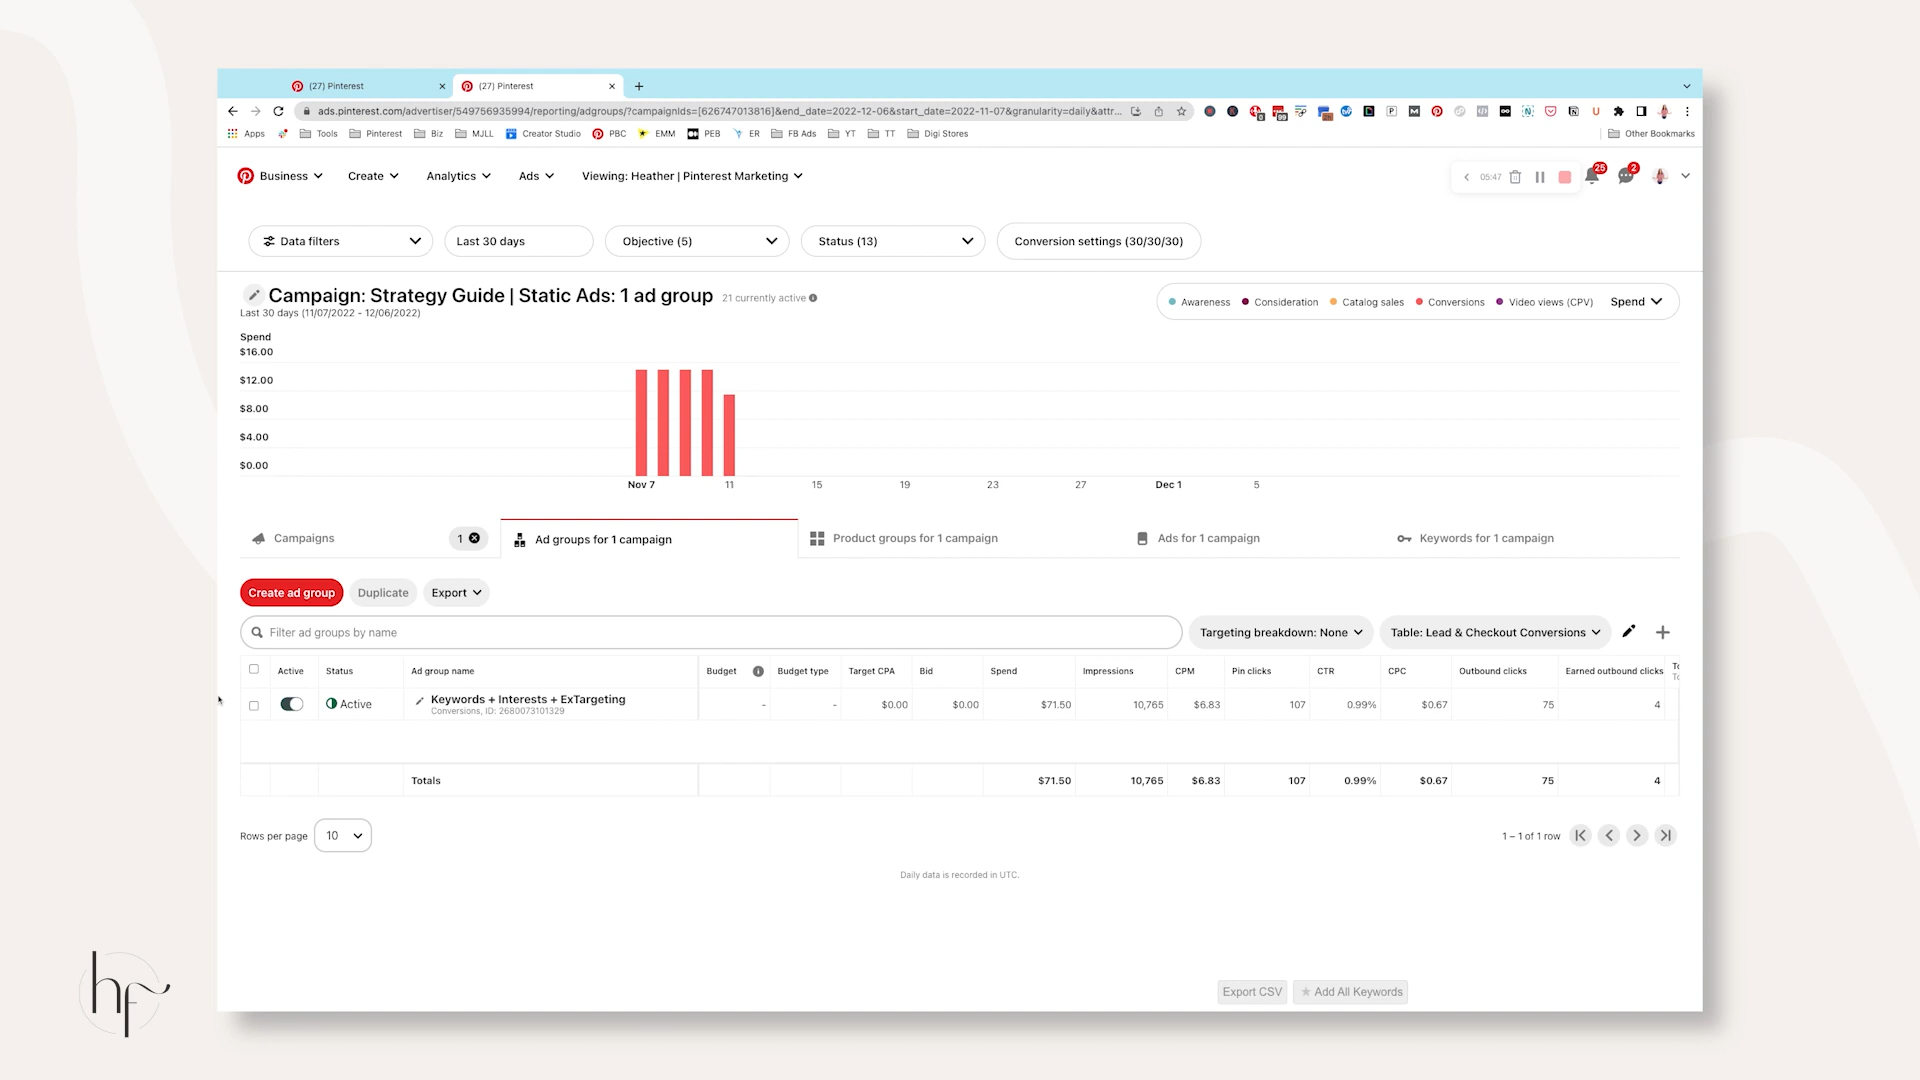 (27) Pinterest
(27) Pinterest
ads.pinterest.com/advertiser/549756935994/reporting/adgroups/?campaignIds=[626747013816]&end_date=2022-12-06&start_date=2022-11-07&granularity=daily&attr...
Apps Tools Pinterest Biz MJLL Creator Studio PBC EMM PEB ER FB Ads YT TT Digi Stores Other Bookmarks
Business Create Analytics Ads Viewing: Heather | Pinterest Marketing 05:47 25 2
Data filters Last 30 days Objective (5) Status (13) Conversion settings (30/30/30)
Campaign: Strategy Guide | Static Ads: 1 ad group 21 currently active
Last 30 days (11/07/2022 - 12/06/2022)
Awareness Consideration Catalog sales Conversions Video views (CPV) Spend
Spend
$16.00
$12.00
$8.00
$4.00
$0.00
Nov 7 11 15 19 23 27 Dec 1 5
Campaigns 1 Ad groups for 1 campaign Product groups for 1 campaign Ads for 1 campaign Keywords for 1 campaign
Create ad group Duplicate Export
Filter ad groups by name Targeting breakdown: None Table: Lead & Checkout Conversions
Active Status Ad group name Budget Budget type Target CPA Bid Spend Impressions CPM Pin clicks CTR CPC Outbound clicks Earned outbound clicks
Active Keywords + Interests + ExTargeting - - $0.00 $0.00 $71.50 10,765 $6.83 107 0.99% $0.67 75 4
Conversions, ID: 2680073101329
Totals $71.50 10,765 $6.83 107 0.99% $0.67 75 4
Rows per page 10 1 – 1 of 1 row
Daily data is recorded in UTC.
Export CSV Add All Keywords
hf